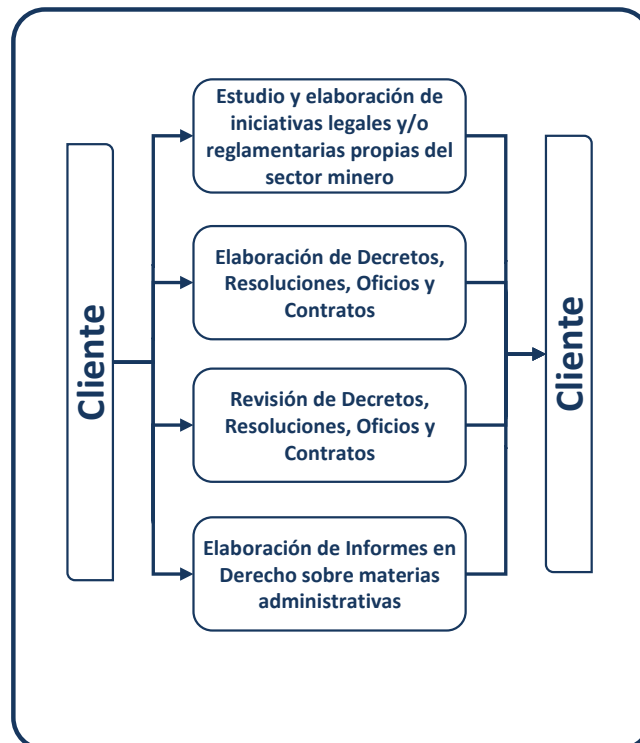 Cliente
Estudio y elaboración de
iniciativas legales y/o
reglamentarias propias del
sector minero
Elaboración de Decretos,
Resoluciones, Oficios y
Contratos
Revisión de Decretos,
Resoluciones, Oficios y
Contratos
Elaboración de Informes en
Derecho sobre materias
administrativas
Cliente